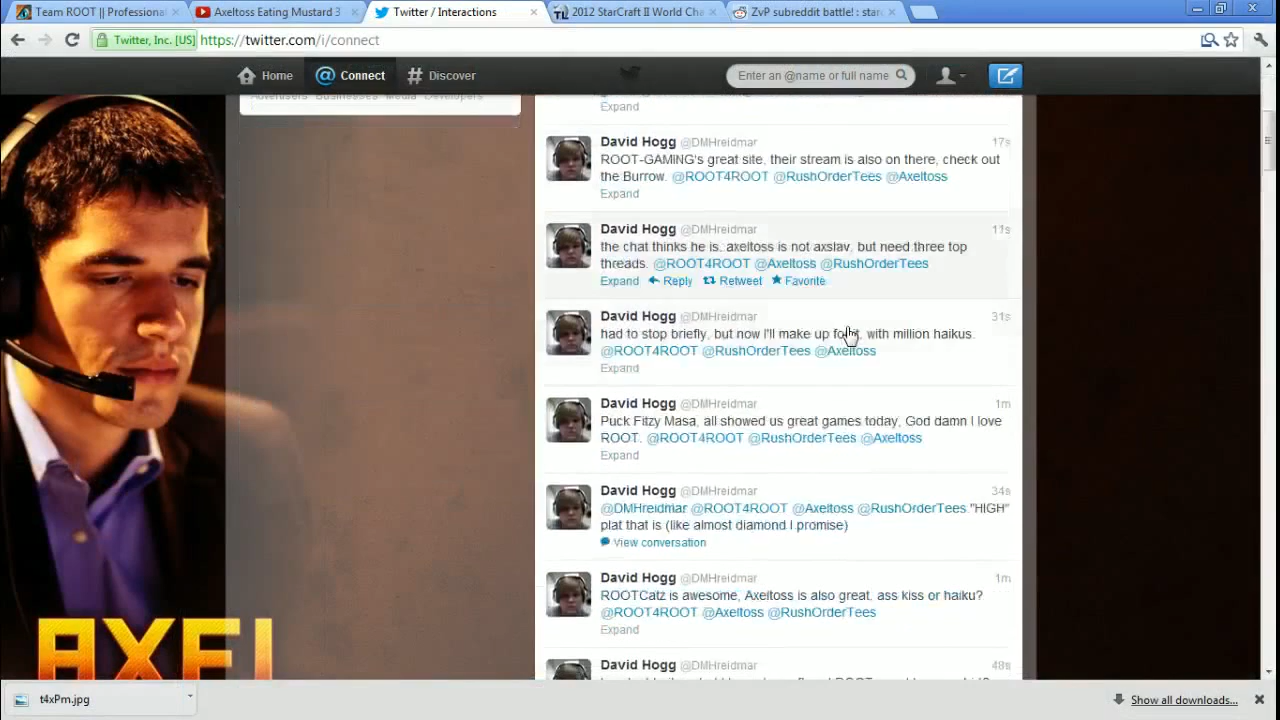 Team ROOT || Professional
Axeltoss Eating Mustard 3
Twitter / Interactions
2012 StarCraft II World Cha
ZvP subreddit battle! : star
Twitter, Inc. [US] https://twitter.com/i/connect
Home
Connect
Discover
Enter an @name or full name
Advertisers Businesses Media Developers
Expand
David Hogg @DMHreidmar 17s
ROOT-GAMING's great site, their stream is also on there, check out
the Burrow. @ROOT4ROOT @RushOrderTees @Axeltoss
Expand
David Hogg @DMHreidmar 11s
the chat thinks he is, axeltoss is not axslav, but need three top
threads. @ROOT4ROOT @Axeltoss @RushOrderTees
Expand Reply Retweet Favorite
David Hogg @DMHreidmar 31s
had to stop briefly, but now I'll make up for it, with million haikus.
@ROOT4ROOT @RushOrderTees @Axeltoss
Expand
David Hogg @DMHreidmar 1m
Puck Fitzy Masa, all showed us great games today, God damn I love
ROOT. @ROOT4ROOT @RushOrderTees @Axeltoss
Expand
David Hogg @DMHreidmar 34s
@DMHreidmar @ROOT4ROOT @Axeltoss @RushOrderTees "HIGH"
plat that is (like almost diamond I promise)
View conversation
David Hogg @DMHreidmar 1m
ROOTCatz is awesome, Axeltoss is also great, ass kiss or haiku?
@ROOT4ROOT @Axeltoss @RushOrderTees
Expand
David Hogg @DMHreidmar 48s
AXEL
t4xPm.jpg
Show all downloads...